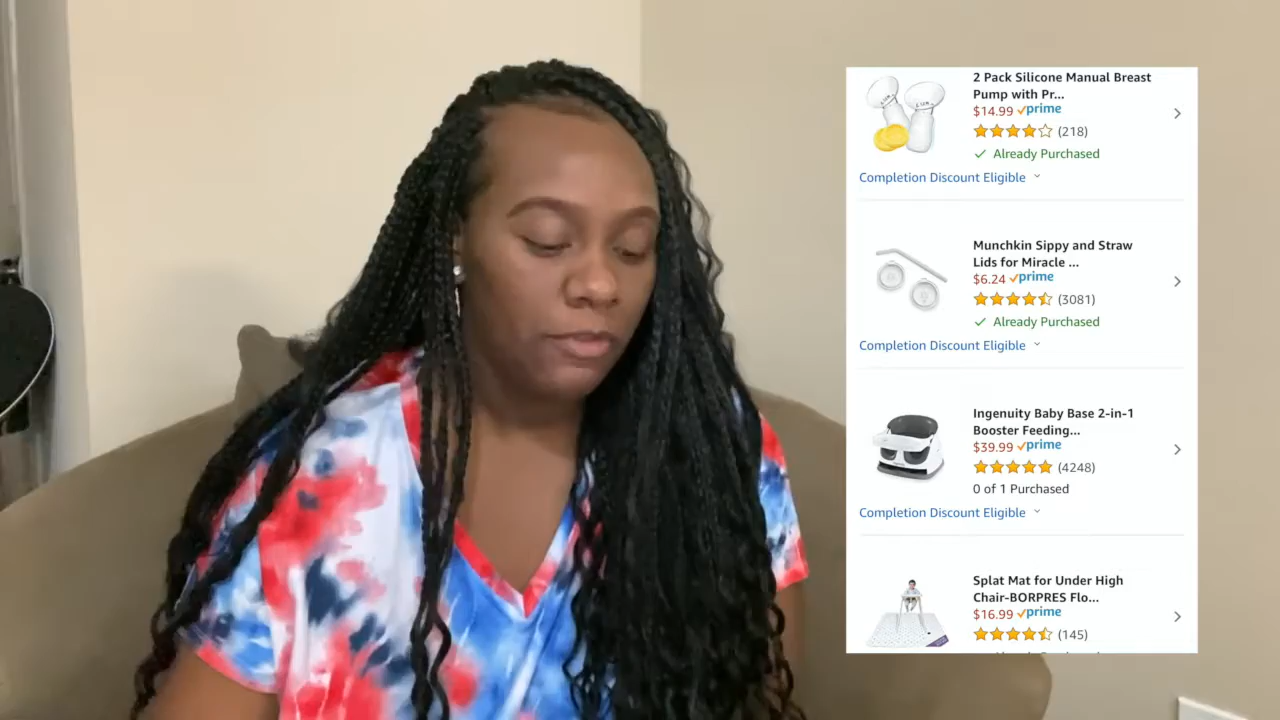 2 Pack Silicone Manual Breast
Pump with Pr...
$14.99 prime
(218)
Already Purchased
Completion Discount Eligible
Munchkin Sippy and Straw
Lids for Miracle ...
$6.24 prime
(3081)
Already Purchased
Completion Discount Eligible
Ingenuity Baby Base 2-in-1
Booster Feeding...
$39.99 prime
(4248)
0 of 1 Purchased
Completion Discount Eligible
Splat Mat for Under High
Chair-BORPRES Flo...
$16.99 prime
(145)